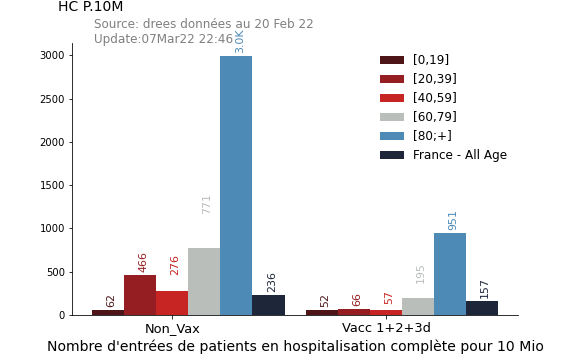 HC P.10M
Source: drees données au 20 Feb 22
Update:07Mar22 22:46
3000
2500
2000
1500
1000
500
0
62
466
276
771
3.0K
236
52
66
57
195
951
157
[0,19]
[20,39]
[40,59]
[60,79]
[80;+]
France - All Age
Non_Vax
Vacc 1+2+3d
Nombre d'entrées de patients en hospitalisation complète pour 10 Mio